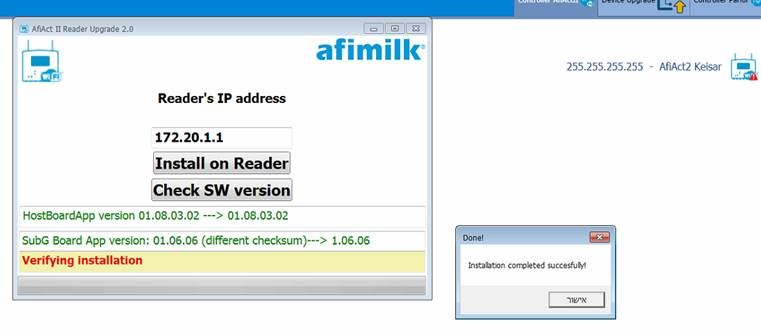 Controller AfiAct2
Device Upgrade
Controller Panel
AfiAct II Reader Upgrade 2.0
afimilk®
WiFi
255.255.255.255 - AfiAct2 Keisar
Reader's IP address
172.20.1.1
Install on Reader
Check SW version
HostBoardApp version 01.08.03.02 ---> 01.08.03.02
SubG Board App version: 01.06.06 (different checksum)---> 1.06.06
Verifying installation
Done!
Installation completed succesfully!
אישור